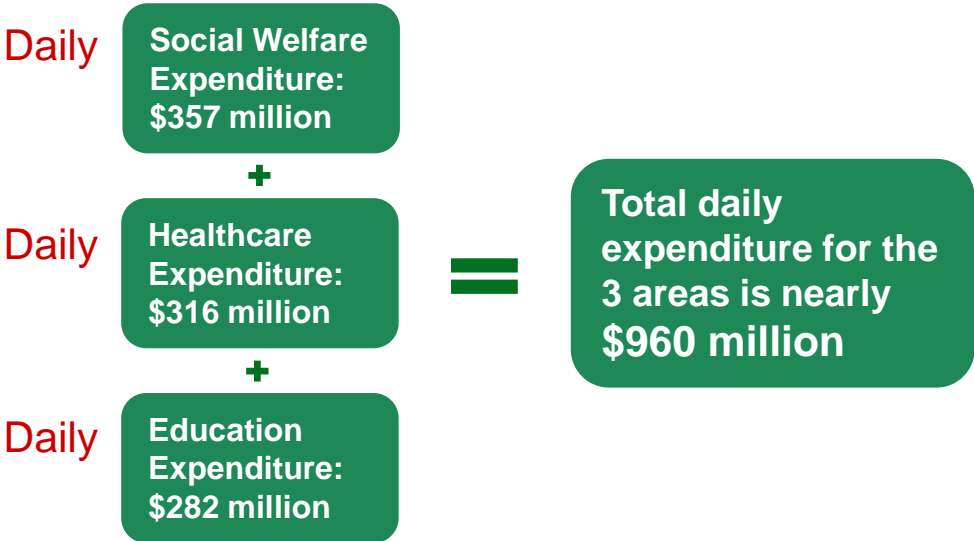 Daily
Social Welfare
Expenditure:
$357 million
+
Daily
Healthcare
Expenditure:
$316 million
+
Daily
Education
Expenditure:
$282 million
=
Total daily
expenditure for the
3 areas is nearly
$960 million